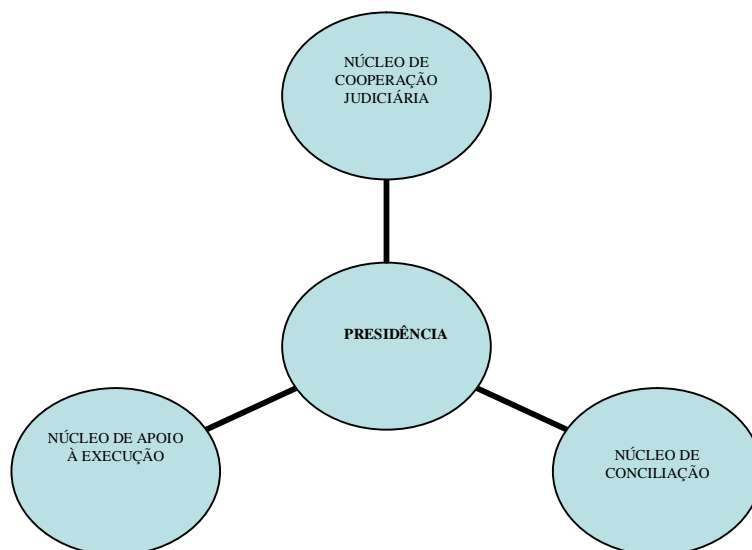 NÚCLEO DE
COOPERAÇÃO
JUDICIÁRIA
PRESIDÊNCIA
NÚCLEO DE APOIO
À EXECUÇÃO
NÚCLEO DE
CONCILIAÇÃO